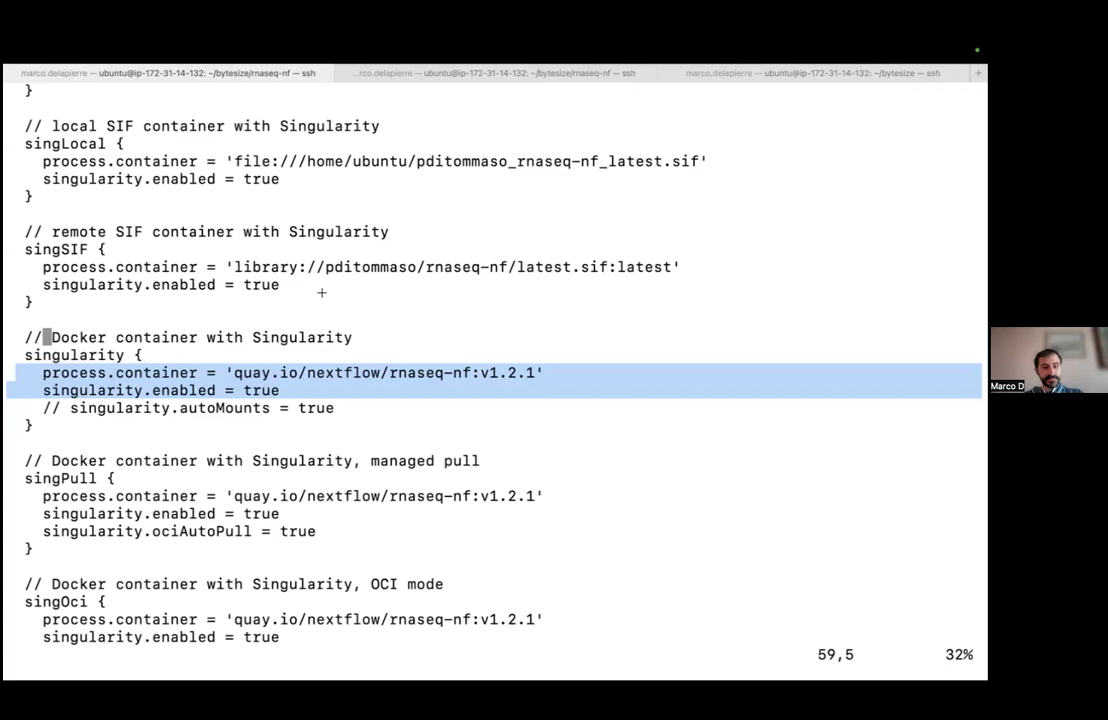 marco.delapierre — ubuntu@ip-172-31-14-132: ~/bytesize/rnaseq-nf — ssh
...rco.delapierre — ubuntu@ip-172-31-14-132: ~/bytesize/rnaseq-nf — ssh
marco.delapierre — ubuntu@ip-172-31-14-132: ~/bytesize — ssh
+
}
// local SIF container with Singularity
singLocal {
process.container = 'file:///home/ubuntu/pditommaso_rnaseq-nf_latest.sif'
singularity.enabled = true
}
// remote SIF container with Singularity
singSIF {
process.container = 'library://pditommaso/rnaseq-nf/latest.sif:latest'
singularity.enabled = true
}
// Docker container with Singularity
singularity {
process.container = 'quay.io/nextflow/rnaseq-nf:v1.2.1'
singularity.enabled = true
// singularity.autoMounts = true
}
// Docker container with Singularity, managed pull
singPull {
process.container = 'quay.io/nextflow/rnaseq-nf:v1.2.1'
singularity.enabled = true
singularity.ociAutoPull = true
}
// Docker container with Singularity, OCI mode
singOci {
process.container = 'quay.io/nextflow/rnaseq-nf:v1.2.1'
singularity.enabled = true
59,5 32%
Marco D